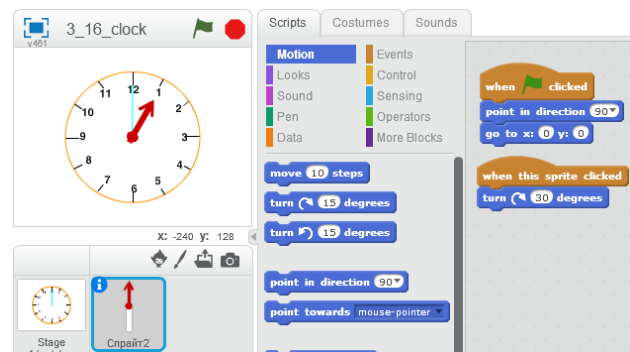 3_16_clock
v461
12
1
2
3
4
5
6
7
8
9
10
11
X: -240 Y: 128
Stage
Спрайт2
Scripts
Costumes
Sounds
Motion
Events
Looks
Control
Sound
Sensing
Pen
Operators
Data
More Blocks
move 10 steps
turn 15 degrees
turn 15 degrees
point in direction 90
point towards mouse-pointer
when clicked
point in direction 90
go to x: 0 y: 0
when this sprite clicked
turn 30 degrees